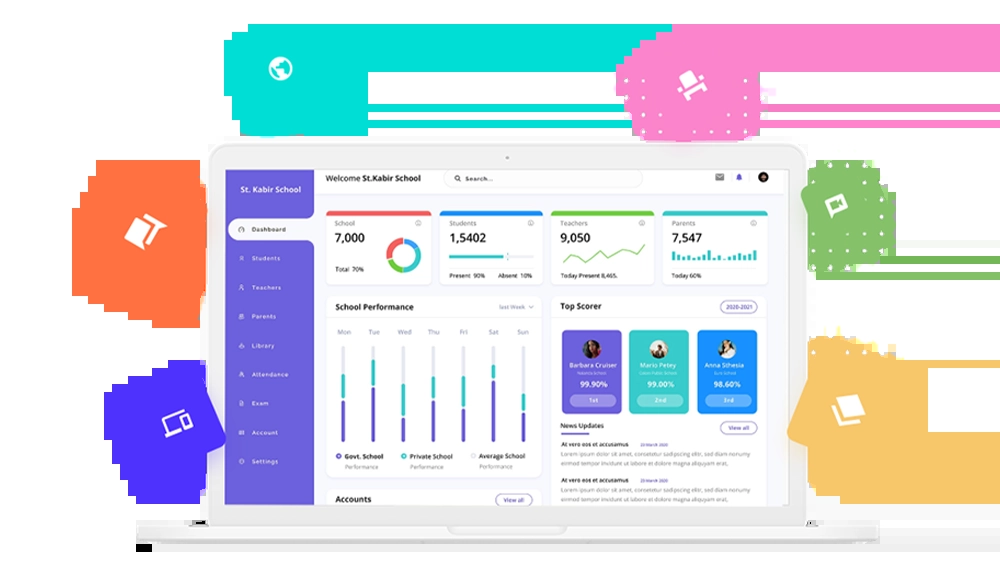 St. Kabir School
Welcome St.Kabir School
Search...
Dashboard
Students
Teachers
Parents
Library
Attendance
Exam
Account
Settings
School
7,000
Total 70%
Students
1,5402
Present 90% Absent 10%
Teachers
9,050
Today Present 8,465.
Parents
7,547
Today 60%
School Performance
last Week
Mon Tue Wed Thu Fri Sat Sun
Govt. School Private School Average School
Performance Performance Performance
Accounts
View all
Top Scorer
2020-2021
Barbara Cruiser
99.90%
1st
Mario Petey
99.00%
2nd
Anna Sthesia
98.60%
3rd
News Updates
View all
At vero eos et accusamus 23 March 2020
Lorem ipsum dolor sit amet, consetetur sadipscing elitr, sed diam nonumy
eirmod tempor invidunt ut labore et dolore magna aliquyam erat,
At vero eos et accusamus 23 March 2020
Lorem ipsum dolor sit amet, consetetur sadipscing elitr, sed diam nonumy
eirmod tempor invidunt ut labore et dolore magna aliquyam erat,